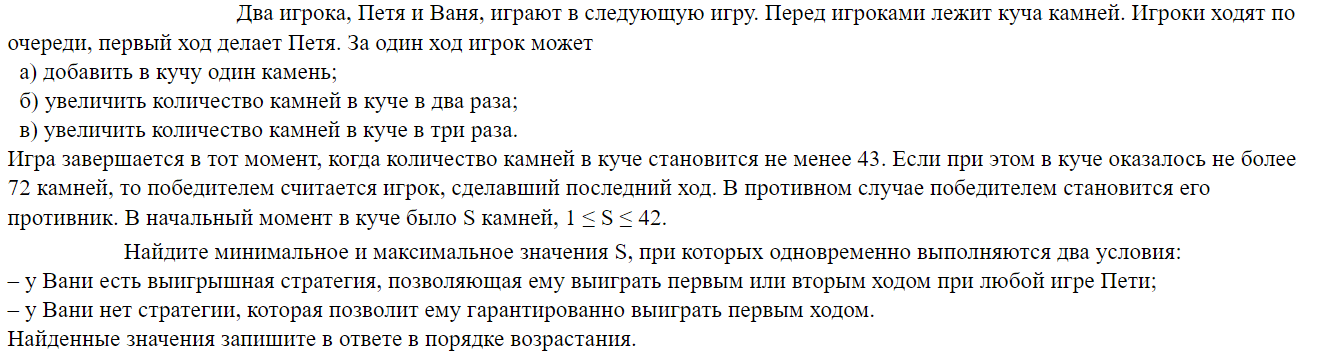 Два игрока, Петя и Ваня, играют в следующую игру. Перед игроками лежит куча камней. Игроки ходят по
очереди, первый ход делает Петя. За один ход игрок может
а) добавить в кучу один камень;
б) увеличить количество камней в куче в два раза;
в) увеличить количество камней в куче в три раза.
Игра завершается в тот момент, когда количество камней в куче становится не менее 43. Если при этом в куче оказалось не более
72 камней, то победителем считается игрок, сделавший последний ход. В противном случае победителем становится его
противник. В начальный момент в куче было S камней, 1 ≤ S ≤ 42.
Найдите минимальное и максимальное значения S, при которых одновременно выполняются два условия:
– у Вани есть выигрышная стратегия, позволяющая ему выиграть первым или вторым ходом при любой игре Пети;
– у Вани нет стратегии, которая позволит ему гарантированно выиграть первым ходом.
Найденные значения запишите в ответе в порядке возрастания.